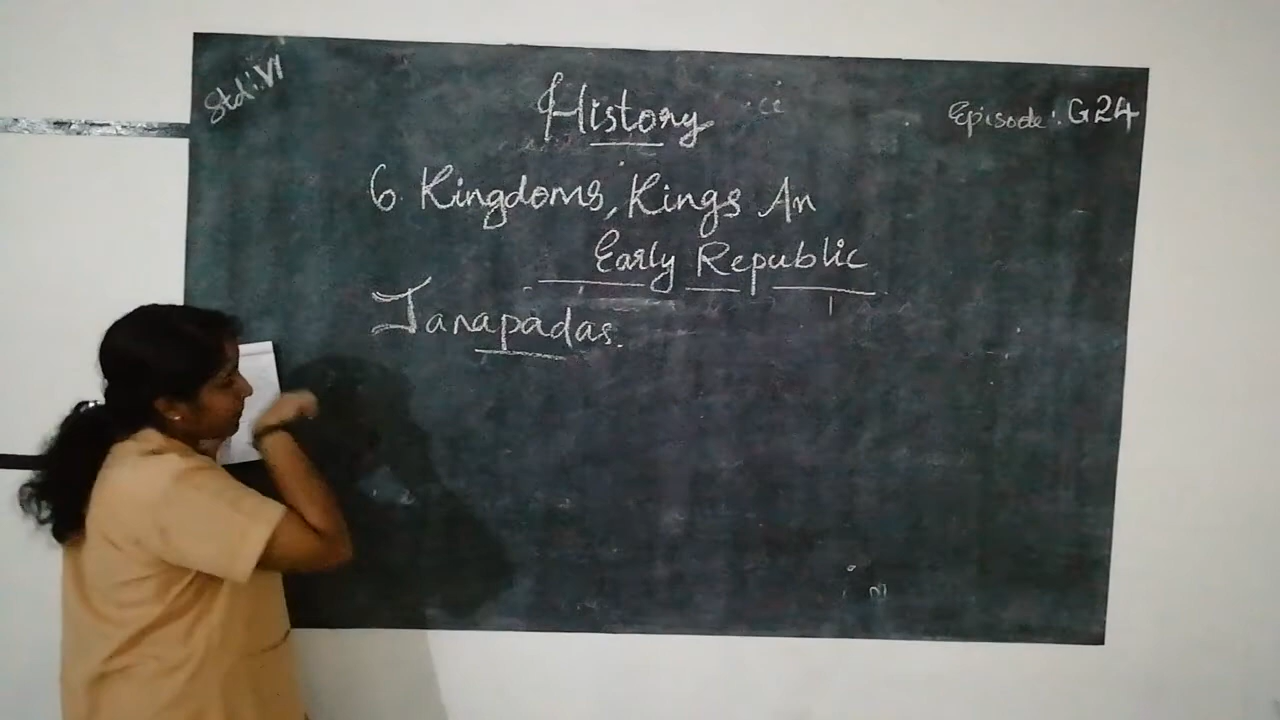 Std: VI
History
Episode: G24
6 Kingdoms, Kings An
Early Republic
Janapadas.